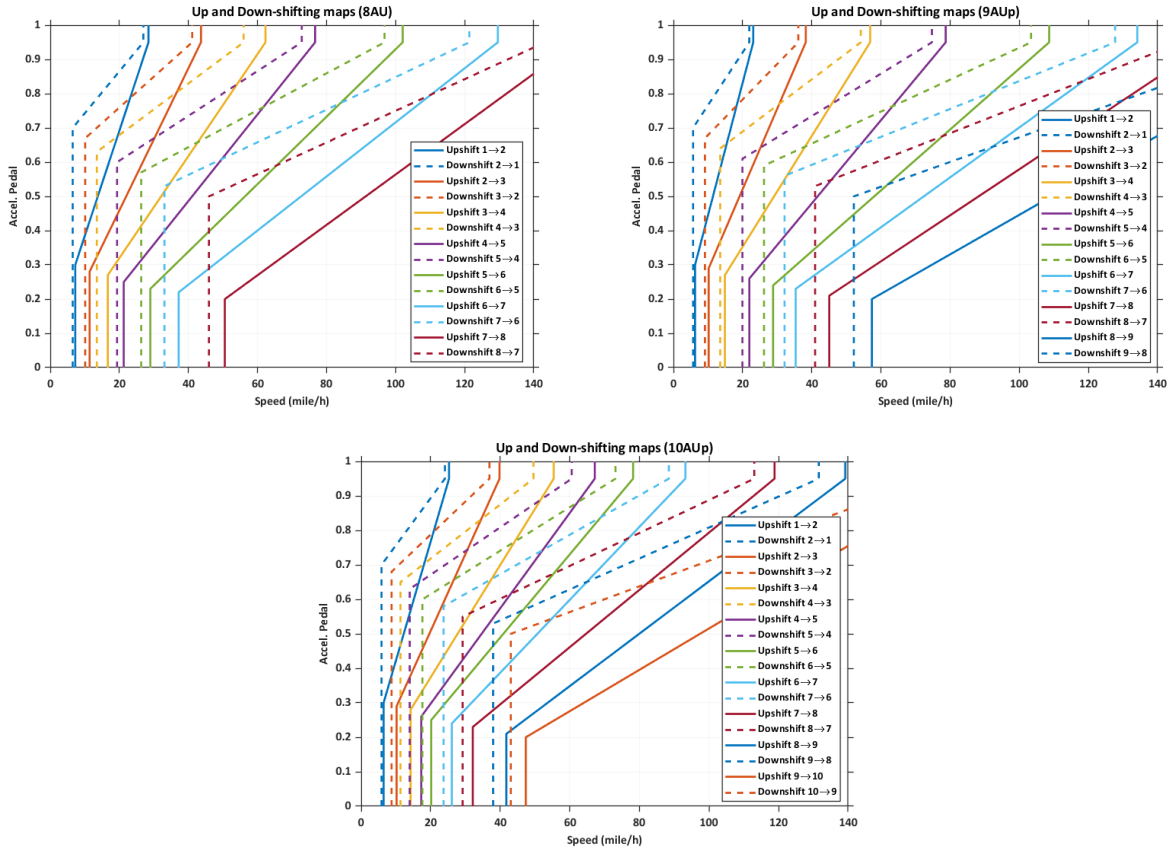 Up and Down-shifting maps (8AU)
1
0.9
0.8
0.7
0.6
0.5
0.4
0.3
0.2
0.1
0
Accel. Pedal
0 20 40 60 80 100 120 140
Speed (mile/h)
Upshift 1→2
Downshift 2→1
Upshift 2→3
Downshift 3→2
Upshift 3→4
Downshift 4→3
Upshift 4→5
Downshift 5→4
Upshift 5→6
Downshift 6→5
Upshift 6→7
Downshift 7→6
Upshift 7→8
Downshift 8→7
Up and Down-shifting maps (9AUp)
1
0.9
0.8
0.7
0.6
0.5
0.4
0.3
0.2
0.1
0
Accel. Pedal
0 20 40 60 80 100 120 140
Speed (mile/h)
Upshift 1→2
Downshift 2→1
Upshift 2→3
Downshift 3→2
Upshift 3→4
Downshift 4→3
Upshift 4→5
Downshift 5→4
Upshift 5→6
Downshift 6→5
Upshift 6→7
Downshift 7→6
Upshift 7→8
Downshift 8→7
Upshift 8→9
Downshift 9→8
Up and Down-shifting maps (10AUp)
1
0.9
0.8
0.7
0.6
0.5
0.4
0.3
0.2
0.1
0
Accel. Pedal
0 20 40 60 80 100 120 140
Speed (mile/h)
Upshift 1→2
Downshift 2→1
Upshift 2→3
Downshift 3→2
Upshift 3→4
Downshift 4→3
Upshift 4→5
Downshift 5→4
Upshift 5→6
Downshift 6→5
Upshift 6→7
Downshift 7→6
Upshift 7→8
Downshift 8→7
Upshift 8→9
Downshift 9→8
Upshift 9→10
Downshift 10→9